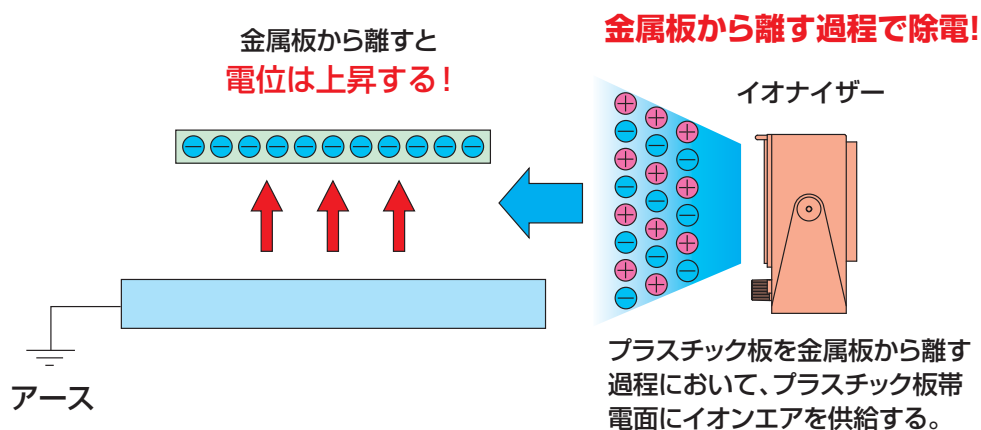 金属板から離すと
電位は上昇する!
金属板から離す過程で除電!
イオナイザー
アース
プラスチック板を金属板から離す
過程において、プラスチック板帯
電面にイオンエアを供給する。